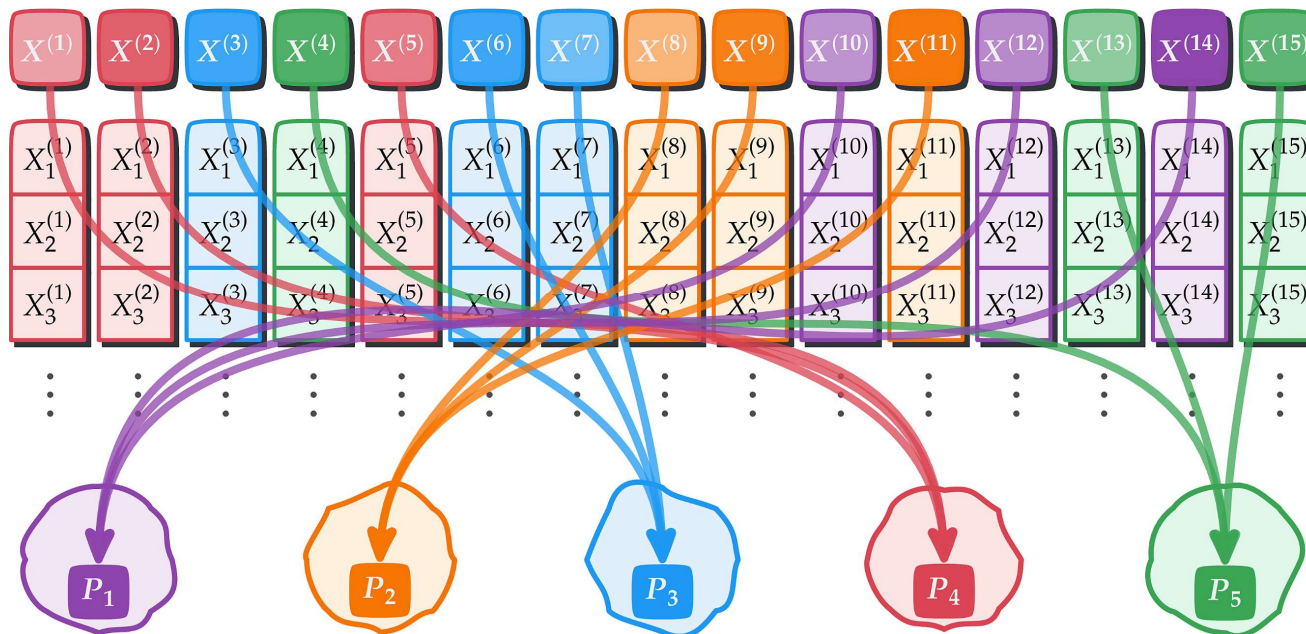 X^(1) X^(2) X^(3) X^(4) X^(5) X^(6) X^(7) X^(8) X^(9) X^(10) X^(11) X^(12) X^(13) X^(14) X^(15)
X_1^(1) X_1^(2) X_1^(3) X_1^(4) X_1^(5) X_1^(6) X_1^(7) X_1^(8) X_1^(9) X_1^(10) X_1^(11) X_1^(12) X_1^(13) X_1^(14) X_1^(15)
X_2^(1) X_2^(2) X_2^(3) X_2^(4) X_2^(5) X_2^(6) X_2^(7) X_2^(8) X_2^(9) X_2^(10) X_2^(11) X_2^(12) X_2^(13) X_2^(14) X_2^(15)
X_3^(1) X_3^(2) X_3^(3) X_3^(4) X_3^(5) X_3^(6) X_3^(7) X_3^(8) X_3^(9) X_3^(10) X_3^(11) X_3^(12) X_3^(13) X_3^(14) X_3^(15)
⋮ ⋮ ⋮ ⋮ ⋮ ⋮ ⋮ ⋮ ⋮ ⋮ ⋮ ⋮ ⋮ ⋮ ⋮
P_1 P_2 P_3 P_4 P_5